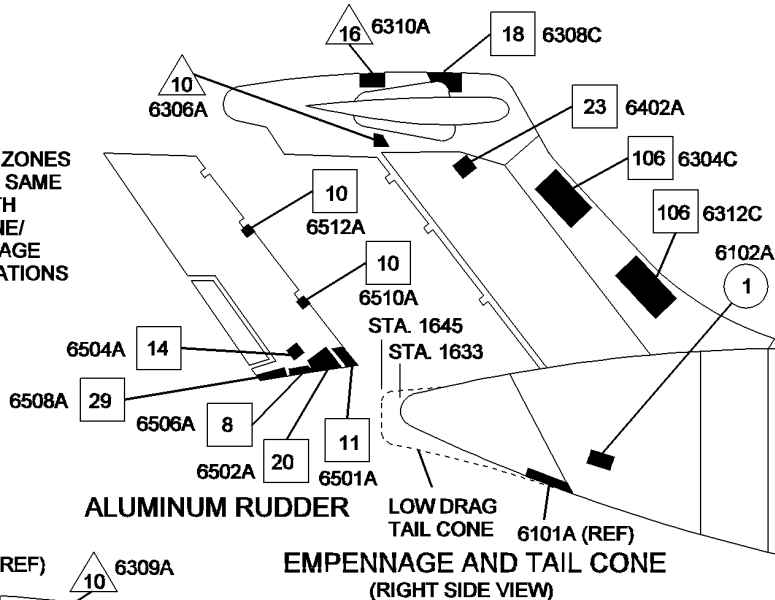 16 6310A
18 6308C
10
6306A
23 6402A
ZONES
SAME
TH
NE/
AGE
ATIONS
106 6304C
10
6512A
106 6312C
6102A
1
10
6510A
STA. 1645
STA. 1633
6504A 14
6508A 29
6506A 8
6502A 20
11
6501A
ALUMINUM RUDDER
LOW DRAG
TAIL CONE
6101A (REF)
EMPENNAGE AND TAIL CONE
(RIGHT SIDE VIEW)
REF)
10 6309A